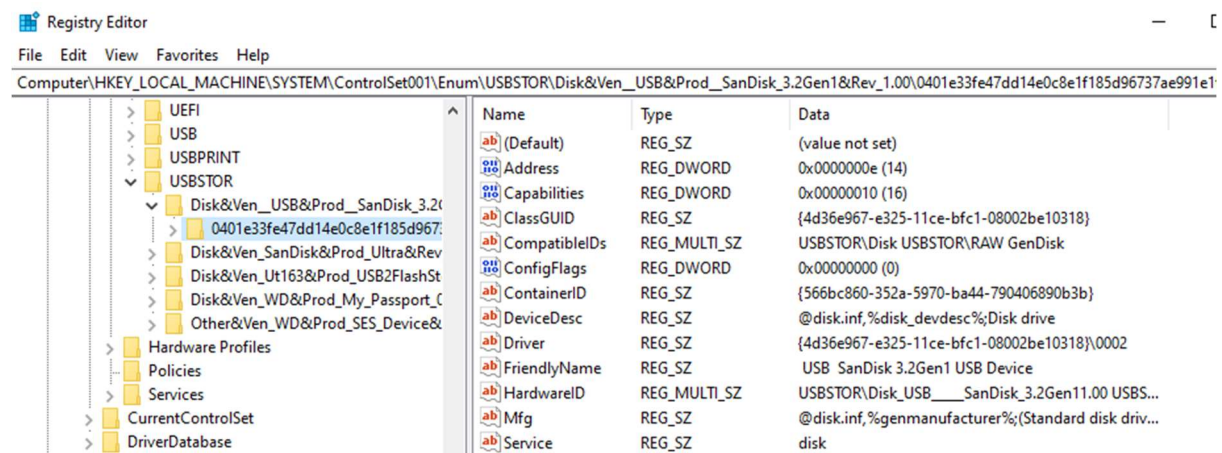 Registry Editor
File Edit View Favorites Help
Computer\HKEY_LOCAL_MACHINE\SYSTEM\ControlSet001\Enum\USBSTOR\Disk&Ven__USB&Prod__SanDisk_3.2Gen1&Rev_1.00\0401e33fe47dd14e0c8e1f185d96737ae991e1
UEFI
USB
USBPRINT
USBSTOR
Disk&Ven__USB&Prod__SanDisk_3.2(
0401e33fe47dd14e0c8e1f185d967
Disk&Ven_SanDisk&Prod_Ultra&Rev
Disk&Ven_Ut163&Prod_USB2FlashSt
Disk&Ven_WD&Prod_My_Passport_0
Other&Ven_WD&Prod_SES_Device&
Hardware Profiles
Policies
Services
CurrentControlSet
DriverDatabase
Name Type Data
(Default) REG_SZ (value not set)
Address REG_DWORD 0x0000000e (14)
Capabilities REG_DWORD 0x00000010 (16)
ClassGUID REG_SZ {4d36e967-e325-11ce-bfc1-08002be10318}
CompatibleIDs REG_MULTI_SZ USBSTOR\Disk USBSTOR\RAW GenDisk
ConfigFlags REG_DWORD 0x00000000 (0)
ContainerID REG_SZ {566bc860-352a-5970-ba44-790406890b3b}
DeviceDesc REG_SZ @disk.inf,%disk_devdesc%;Disk drive
Driver REG_SZ {4d36e967-e325-11ce-bfc1-08002be10318}\0002
FriendlyName REG_SZ USB SanDisk 3.2Gen1 USB Device
HardwareID REG_MULTI_SZ USBSTOR\Disk_USB____SanDisk_3.2Gen11.00 USBS...
Mfg REG_SZ @disk.inf,%genmanufacturer%;(Standard disk driv...
Service REG_SZ disk